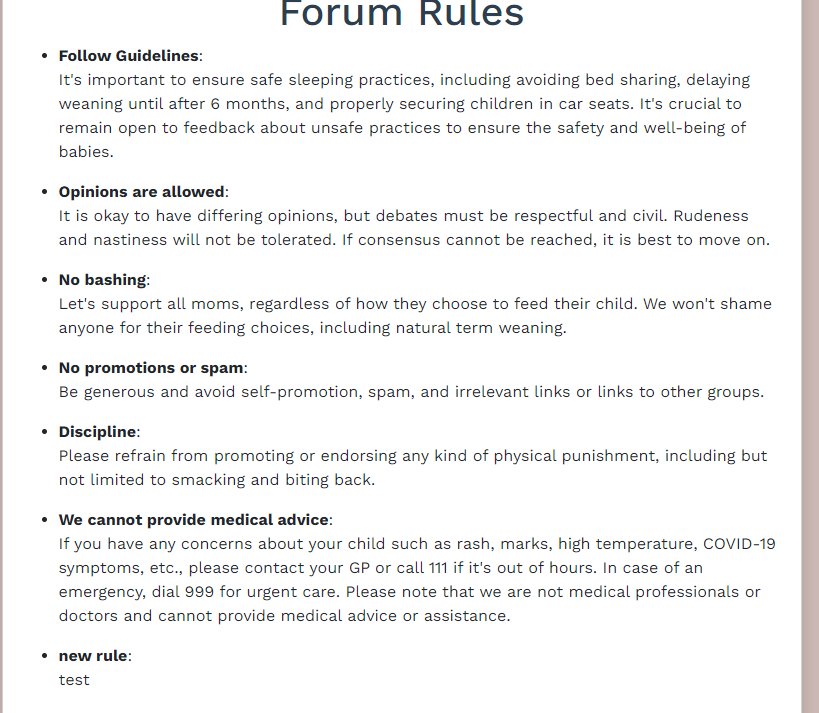 Forum Rules
• Follow Guidelines:
It's important to ensure safe sleeping practices, including avoiding bed sharing, delaying
weaning until after 6 months, and properly securing children in car seats. It's crucial to
remain open to feedback about unsafe practices to ensure the safety and well-being of
babies.
• Opinions are allowed:
It is okay to have differing opinions, but debates must be respectful and civil. Rudeness
and nastiness will not be tolerated. If consensus cannot be reached, it is best to move on.
• No bashing:
Let's support all moms, regardless of how they choose to feed their child. We won't shame
anyone for their feeding choices, including natural term weaning.
• No promotions or spam:
Be generous and avoid self-promotion, spam, and irrelevant links or links to other groups.
• Discipline:
Please refrain from promoting or endorsing any kind of physical punishment, including but
not limited to smacking and biting back.
• We cannot provide medical advice:
If you have any concerns about your child such as rash, marks, high temperature, COVID-19
symptoms, etc., please contact your GP or call 111 if it's out of hours. In case of an
emergency, dial 999 for urgent care. Please note that we are not medical professionals or
doctors and cannot provide medical advice or assistance.
• new rule:
test